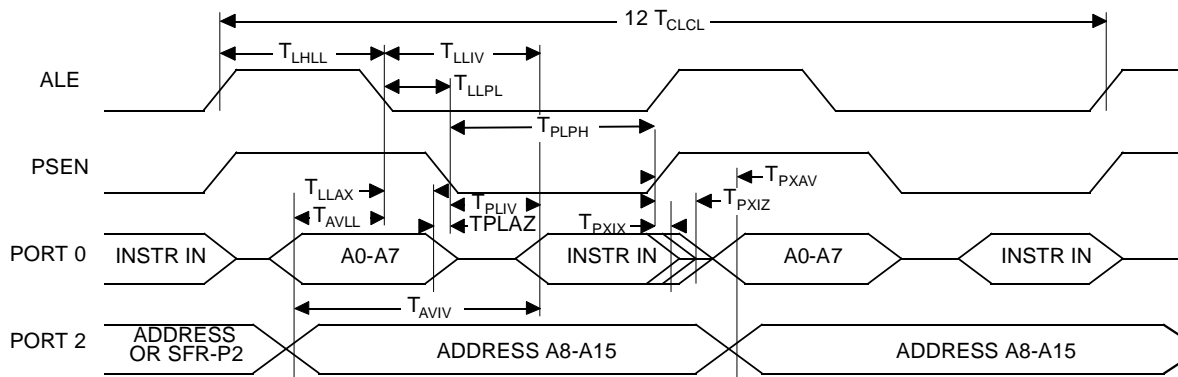 12 TCLCL
TLHLL
TLLIV
ALE
TLLPL
TPLPH
PSEN
TLLAX
TPXAV
TPLIV
TPXIZ
TAVLL
TPLAZ
TPXIX
PORT 0
INSTR IN
A0-A7
INSTR IN
A0-A7
INSTR IN
TAVIV
PORT 2
ADDRESS
OR SFR-P2
ADDRESS A8-A15
ADDRESS A8-A15